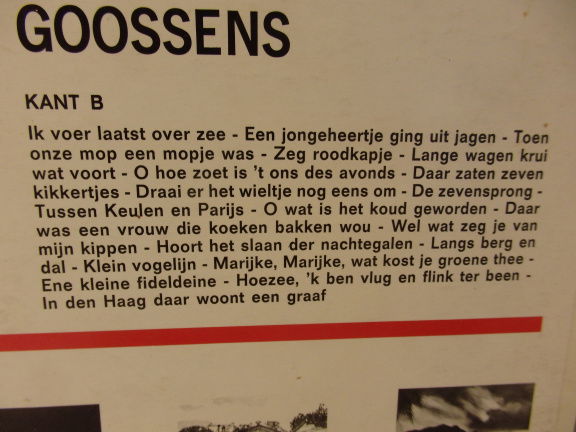 GOOSSENS
KANT B
Ik voer laatst over zee - Een jongeheertje ging uit jagen - Toen
onze mop een mopje was - Zeg roodkapje - Lange wagen krui
wat voort - O hoe zoet is 't ons des avonds - Daar zaten zeven
kikkertjes - Draai er het wieltje nog eens om - De zevensprong -
Tussen Keulen en Parijs - O wat is het koud geworden - Daar
was een vrouw die koeken bakken wou - Wel wat zeg je van
mijn kippen - Hoort het slaan der nachtegalen - Langs berg en
dal - Klein vogelijn - Marijke, Marijke, wat kost je groene thee -
Ene kleine fideldeine - Hoezee, 'k ben vlug en flink ter been -
In den Haag daar woont een graaf